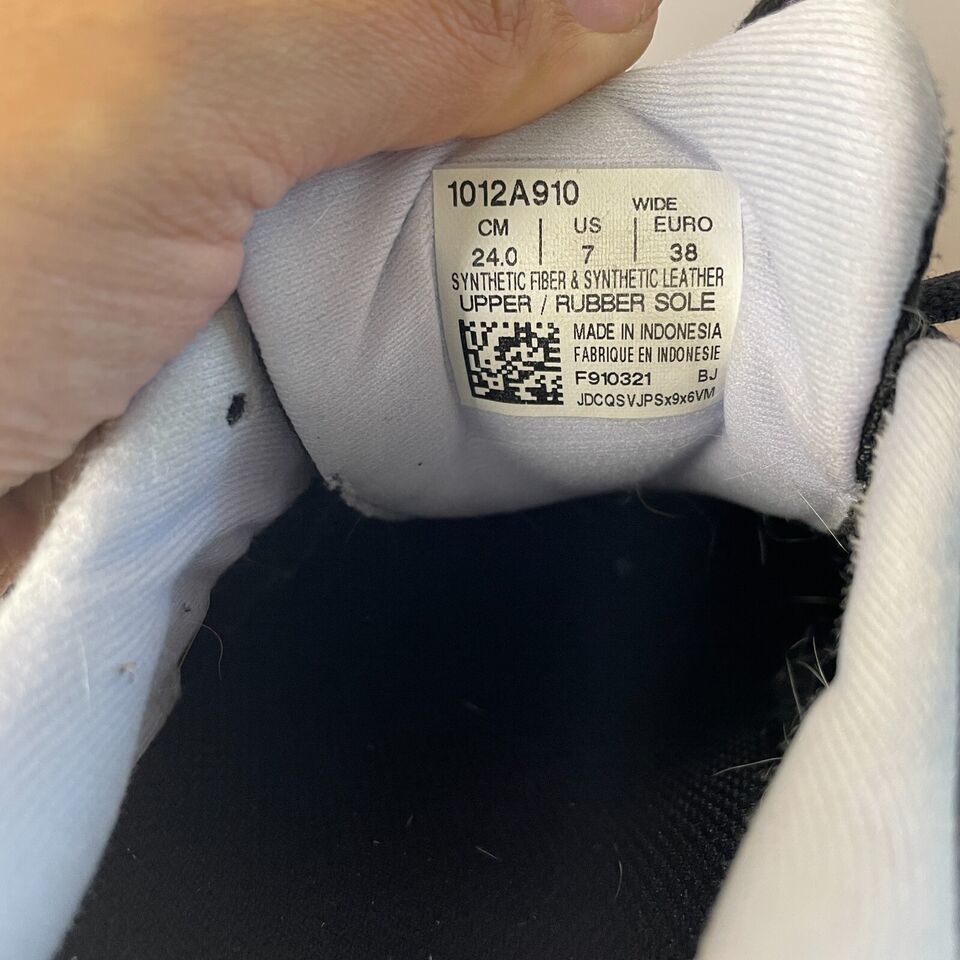 1012A910
WIDE
CM | US | EURO
24.0 | 7 | 38
SYNTHETIC FIBER & SYNTHETIC LEATHER
UPPER / RUBBER SOLE
MADE IN INDONESIA
FABRIQUE EN INDONESIE
F910321 BJ
JDCQSVJPSx9x6VM